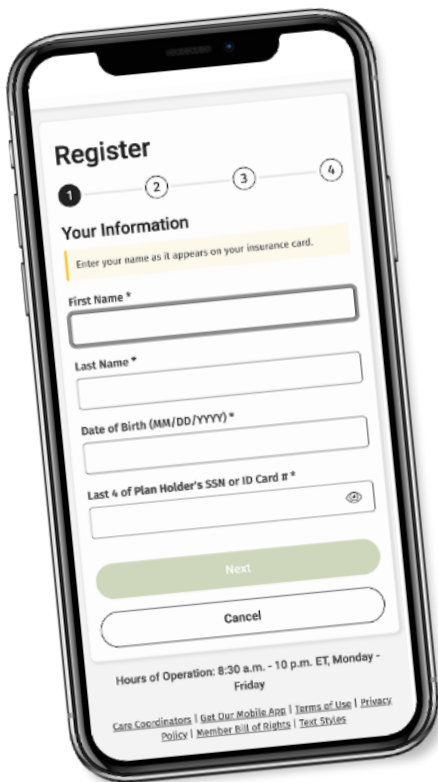 Register
1 2 3 4
Your Information
Enter your name as it appears on your insurance card.
First Name *
Last Name *
Date of Birth (MM/DD/YYYY) *
Last 4 of Plan Holder's SSN or ID Card # *
Next
Cancel
Hours of Operation: 8:30 a.m. - 10 p.m. ET, Monday -
Friday
Care Coordinators | Get Our Mobile App | Terms of Use | Privacy
Policy | Member Bill of Rights | Text Styles